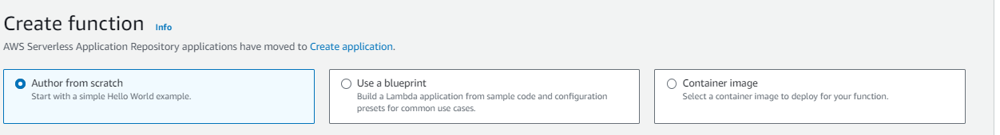 Create function Info
AWS Serverless Application Repository applications have moved to Create application.
Author from scratch
Start with a simple Hello World example.
Use a blueprint
Build a Lambda application from sample code and configuration
presets for common use cases.
Container image
Select a container image to deploy for your function.